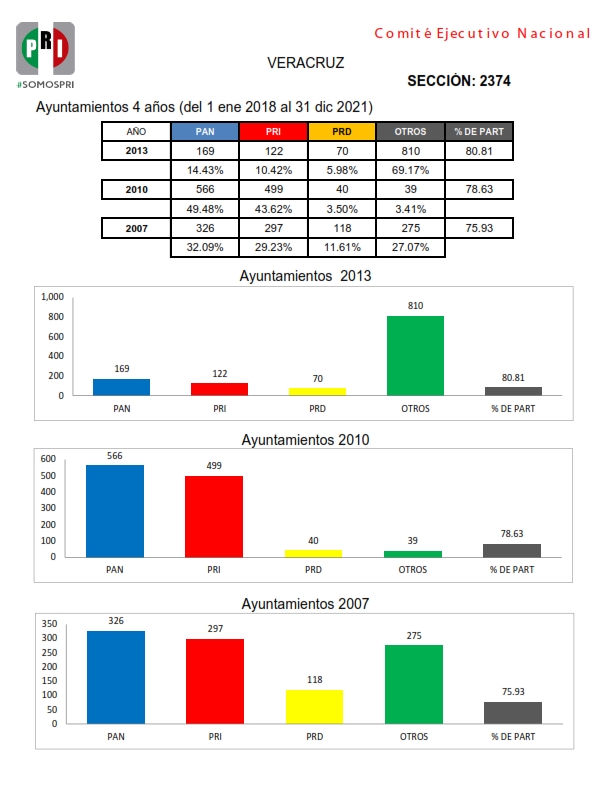 PRI
#SOMOSPRI
Comité Ejecutivo Nacional
VERACRUZ
SECCIÓN: 2374
Ayuntamientos 4 años (del 1 ene 2018 al 31 dic 2021)
AÑO PAN PRI PRD OTROS % DE PART
2013 169 122 70 810 80.81
14.43% 10.42% 5.98% 69.17%
2010 566 499 40 39 78.63
49.48% 43.62% 3.50% 3.41%
2007 326 297 118 275 75.93
32.09% 29.23% 11.61% 27.07%
Ayuntamientos 2013
1,000
800
600
400
200
0
169 122 70 810 80.81
PAN PRI PRD OTROS % DE PART
Ayuntamientos 2010
600
500
400
300
200
100
0
566 499 40 39 78.63
PAN PRI PRD OTROS % DE PART
Ayuntamientos 2007
350
300
250
200
150
100
50
0
326 297 118 275 75.93
PAN PRI PRD OTROS % DE PART